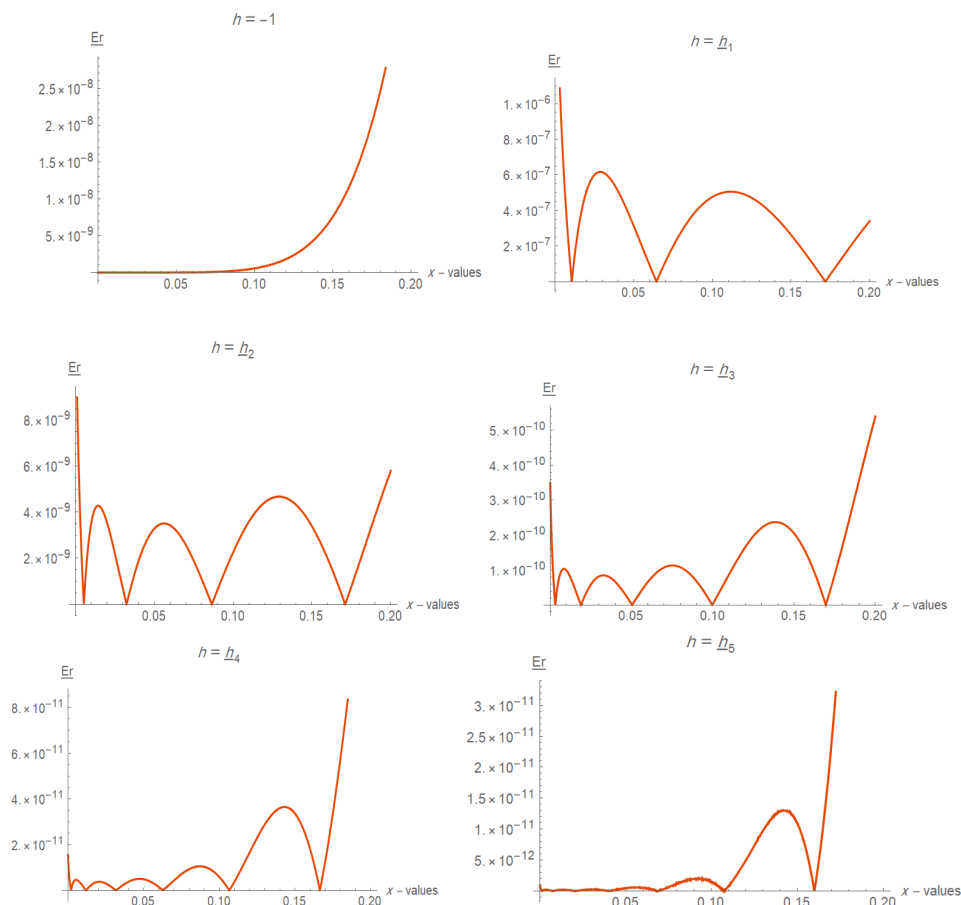 h = -1
Er
2.5×10^-8
2.×10^-8
1.5×10^-8
1.×10^-8
5.×10^-9
0.05 0.10 0.15 0.20
x – values
h = h_1
Er
1.×10^-6
8.×10^-7
6.×10^-7
4.×10^-7
2.×10^-7
0.05 0.10 0.15 0.20
x – values
h = h_2
Er
8.×10^-9
6.×10^-9
4.×10^-9
2.×10^-9
0.05 0.10 0.15 0.20
x – values
h = h_3
Er
5.×10^-10
4.×10^-10
3.×10^-10
2.×10^-10
1.×10^-10
0.05 0.10 0.15 0.20
x – values
h = h_4
Er
8.×10^-11
6.×10^-11
4.×10^-11
2.×10^-11
0.05 0.10 0.15 0.20
x – values
h = h_5
Er
3.×10^-11
2.5×10^-11
2.×10^-11
1.5×10^-11
1.×10^-11
5.×10^-12
0.05 0.10 0.15 0.20
x – values